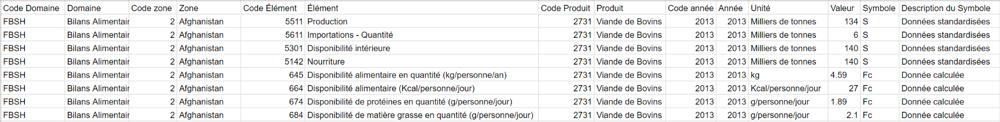 Code Domaine Domaine Code zone Zone Code Élément Élément Code Produit Produit Code année Année Unité Valeur Symbole Description du Symbole
FBSH Bilans Alimentair 2 Afghanistan 5511 Production 2731 Viande de Bovins 2013 2013 Milliers de tonnes 134 S Données standardisées
FBSH Bilans Alimentair 2 Afghanistan 5611 Importations - Quantité 2731 Viande de Bovins 2013 2013 Milliers de tonnes 6 S Données standardisées
FBSH Bilans Alimentair 2 Afghanistan 5301 Disponibilité intérieure 2731 Viande de Bovins 2013 2013 Milliers de tonnes 140 S Données standardisées
FBSH Bilans Alimentair 2 Afghanistan 5142 Nourriture 2731 Viande de Bovins 2013 2013 Milliers de tonnes 140 S Données standardisées
FBSH Bilans Alimentair 2 Afghanistan 645 Disponibilité alimentaire en quantité (kg/personne/an) 2731 Viande de Bovins 2013 2013 kg 4.59 Fc Donnée calculée
FBSH Bilans Alimentair 2 Afghanistan 664 Disponibilité alimentaire (Kcal/personne/jour) 2731 Viande de Bovins 2013 2013 Kcal/personne/jour 27 Fc Donnée calculée
FBSH Bilans Alimentair 2 Afghanistan 674 Disponibilité de protéines en quantité (g/personne/jour) 2731 Viande de Bovins 2013 2013 g/personne/jour 1.89 Fc Donnée calculée
FBSH Bilans Alimentair 2 Afghanistan 684 Disponibilité de matière grasse en quantité (g/personne/jour) 2731 Viande de Bovins 2013 2013 g/personne/jour 2.1 Fc Donnée calculée